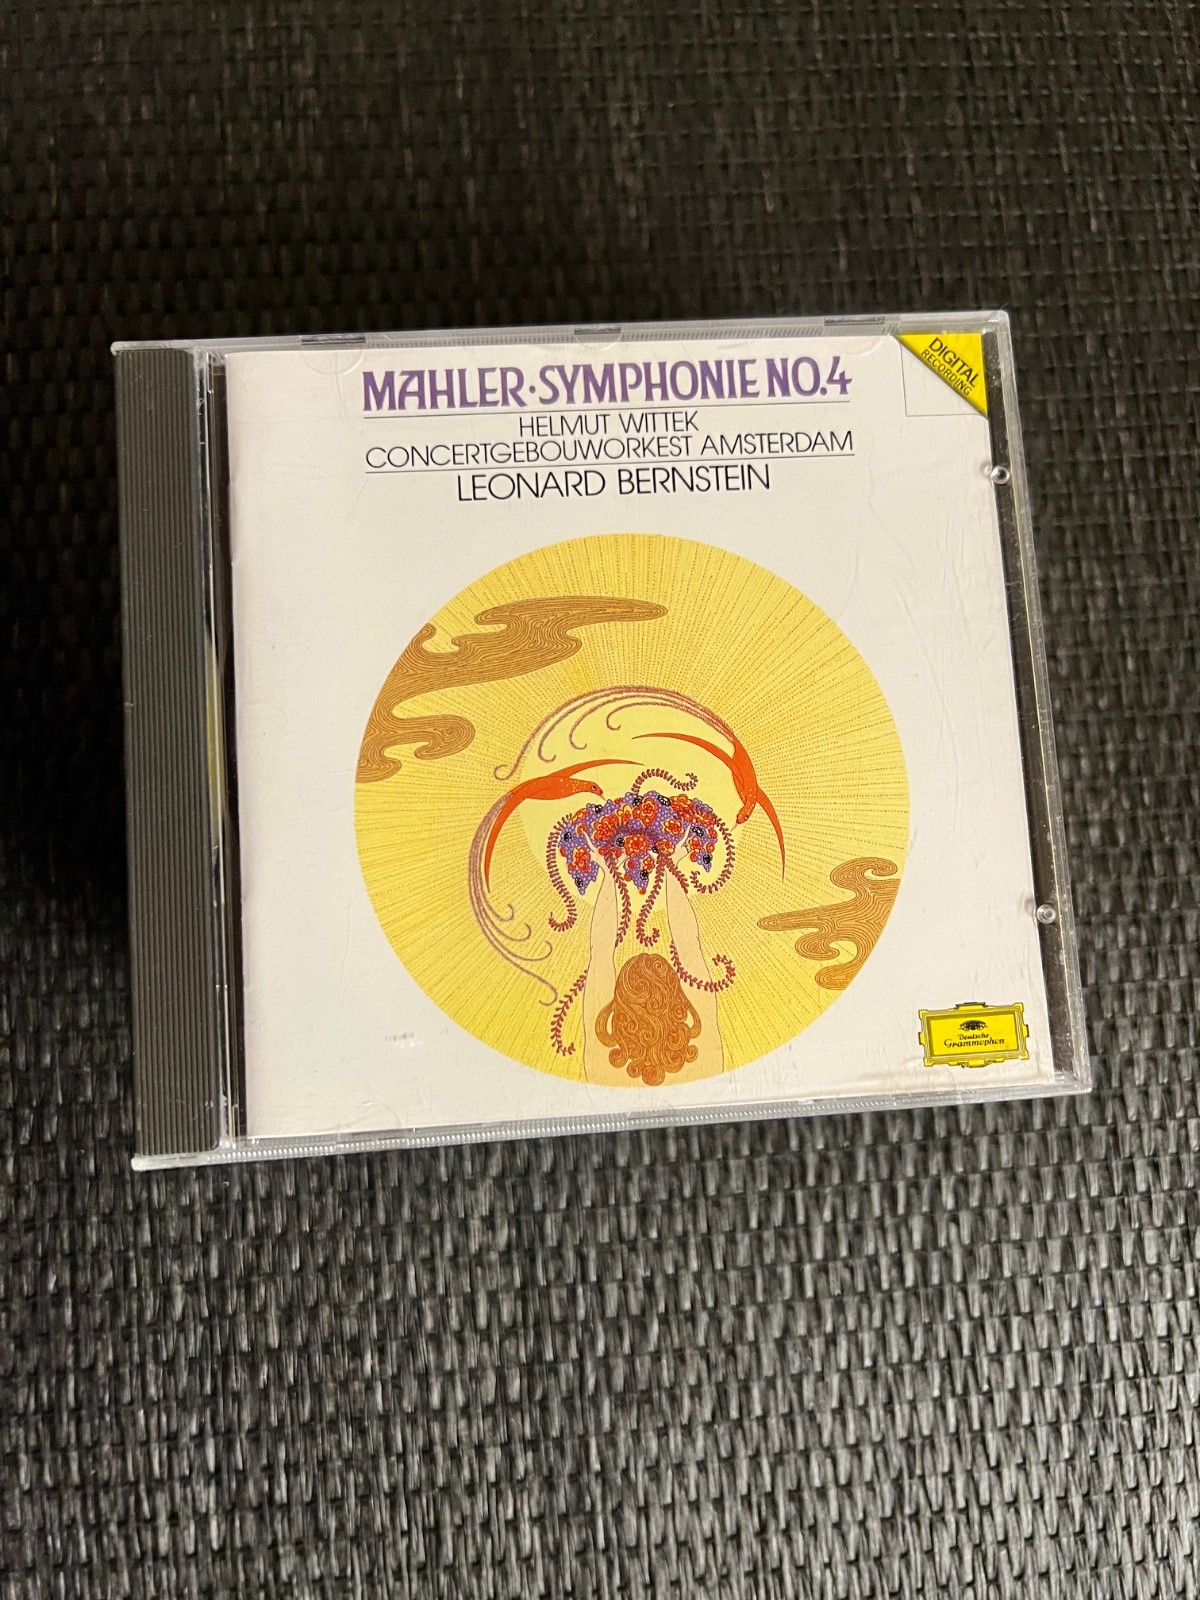 MAHLER·SYMPHONIE NO.4
HELMUT WITTEK
CONCERTGEBOUWORKEST AMSTERDAM
LEONARD BERNSTEIN
DIGITAL
RECORDING
Deutsche
Grammophon